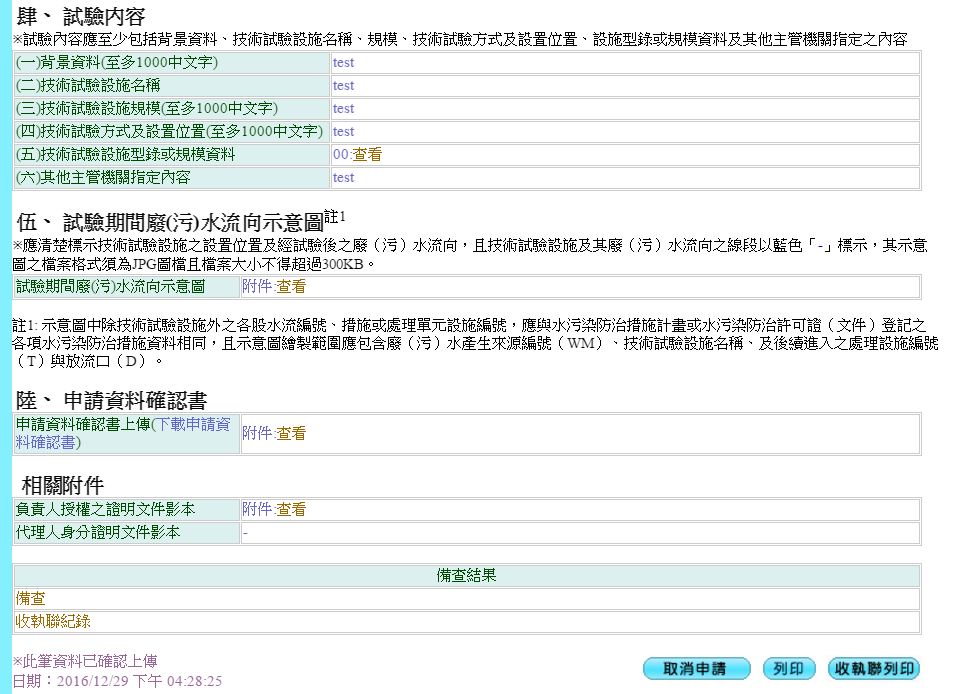 肆、 試驗內容
※試驗內容應至少包括背景資料、技術試驗設施名稱、規模、技術試驗方式及設置位置、設施型錄或規模資料及其他主管機關指定之內容
(一)背景資料(至多1000中文字) test
(二)技術試驗設施名稱 test
(三)技術試驗設施規模(至多1000中文字) test
(四)技術試驗方式及設置位置(至多1000中文字) test
(五)技術試驗設施型錄或規模資料 00:查看
(六)其他主管機關指定內容 test
伍、 試驗期間廢(污)水流向示意圖註1
※應清楚標示技術試驗設施之設置位置及經試驗後之廢（污）水流向，且技術試驗設施及其廢（污）水流向之線段以藍色「-」標示，其示意
圖之檔案格式須為JPG圖檔且檔案大小不得超過300KB。
試驗期間廢(污)水流向示意圖 附件:查看
註1: 示意圖中除技術試驗設施外之各股水流編號、措施或處理單元設施編號，應與水污染防治措施計畫或水污染防治許可證（文件）登記之
各項水污染防治措施資料相同，且示意圖繪製範圍應包含廢（污）水產生來源編號（WM）、技術試驗設施名稱、及後續進入之處理設施編號
（T）與放流口（D）。
陸、 申請資料確認書
申請資料確認書上傳(下載申請資
料確認書) 附件:查看
相關附件
負責人授權之證明文件影本 附件:查看
代理人身分證明文件影本 -
備查結果
備查
收執聯紀錄
※此筆資料已確認上傳
日期：2016/12/29 下午 04:28:25
取消申請 列印 收執聯列印